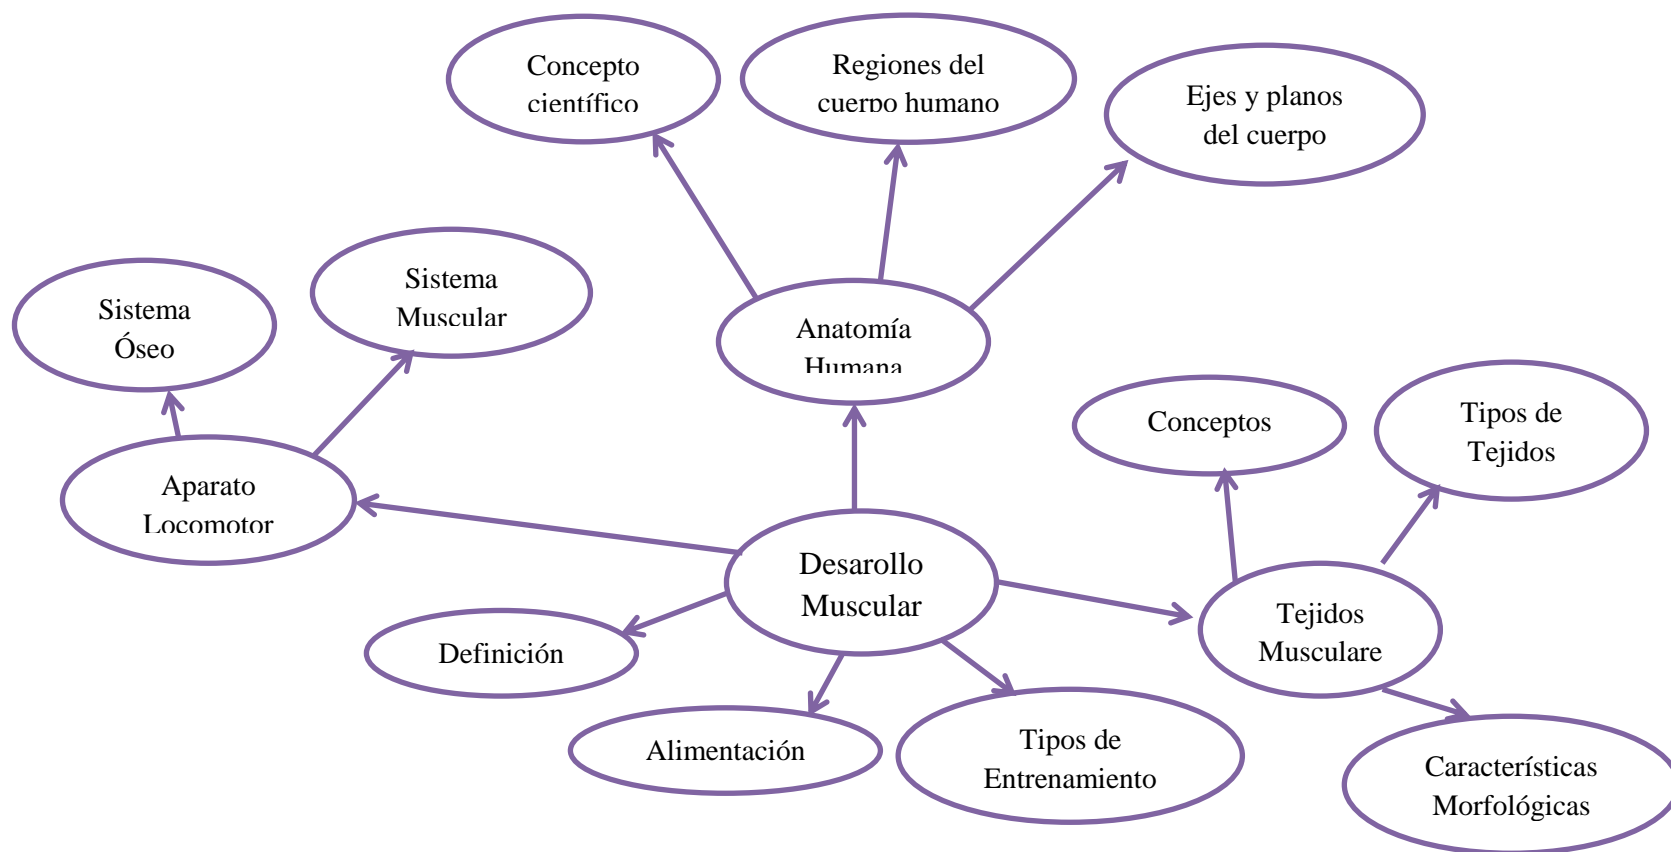 Concepto
científico
Regiones del
cuerpo humano
Ejes y planos
del cuerpo
Sistema
Muscular
Sistema
Óseo
Anatomía
Humana
Conceptos
Tipos de
Tejidos
Aparato
Locomotor
Desarollo
Muscular
Tejidos
Musculare
Definición
Alimentación
Tipos de
Entrenamiento
Característícas
Morfológicas